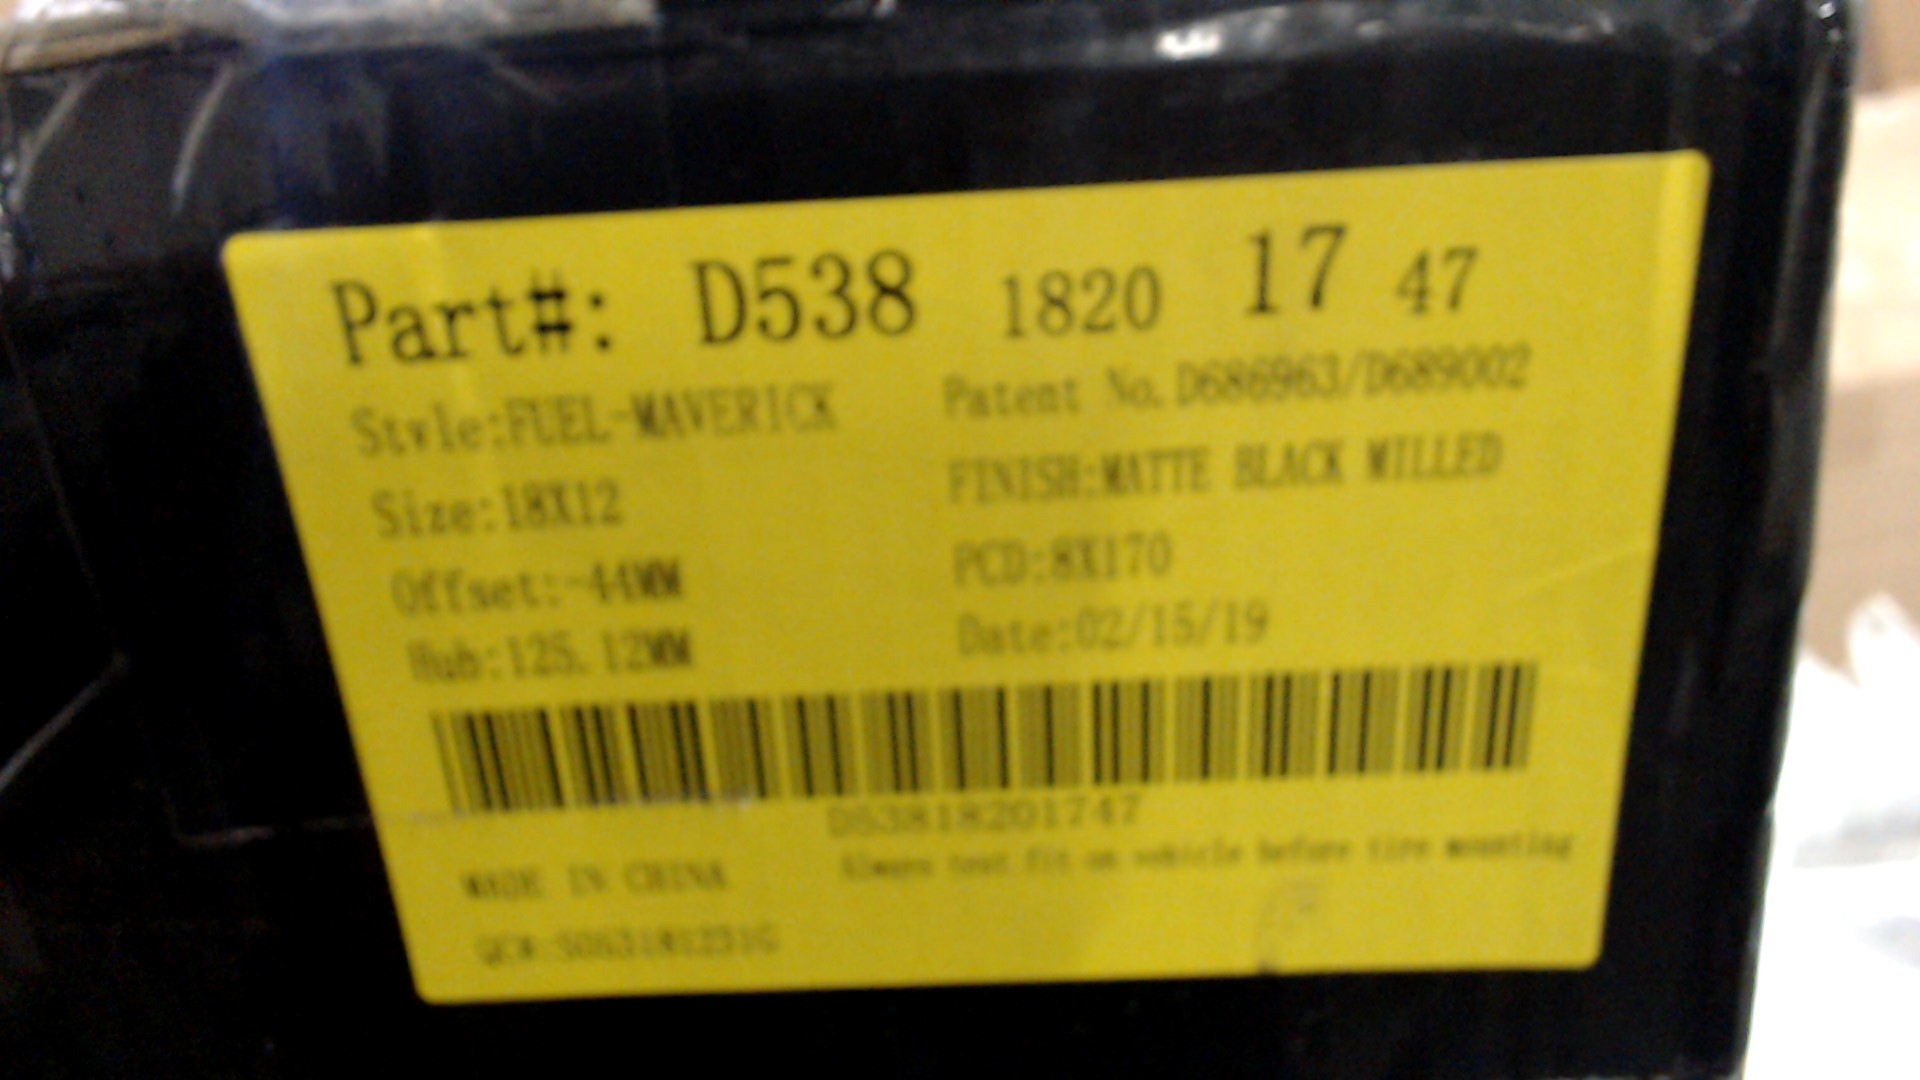 Part#: D538 1820 17 47
Style:FUEL-MAVERICK Patent No.D686963/D689002
Size:18X12 FINISH:MATTE BLACK MILLED
Offset:-44MM PCD:8X170
Hub:125.12MM Date:02/15/19
D53818201747
MADE IN CHINA Always test fit on vehicle before tire mounting